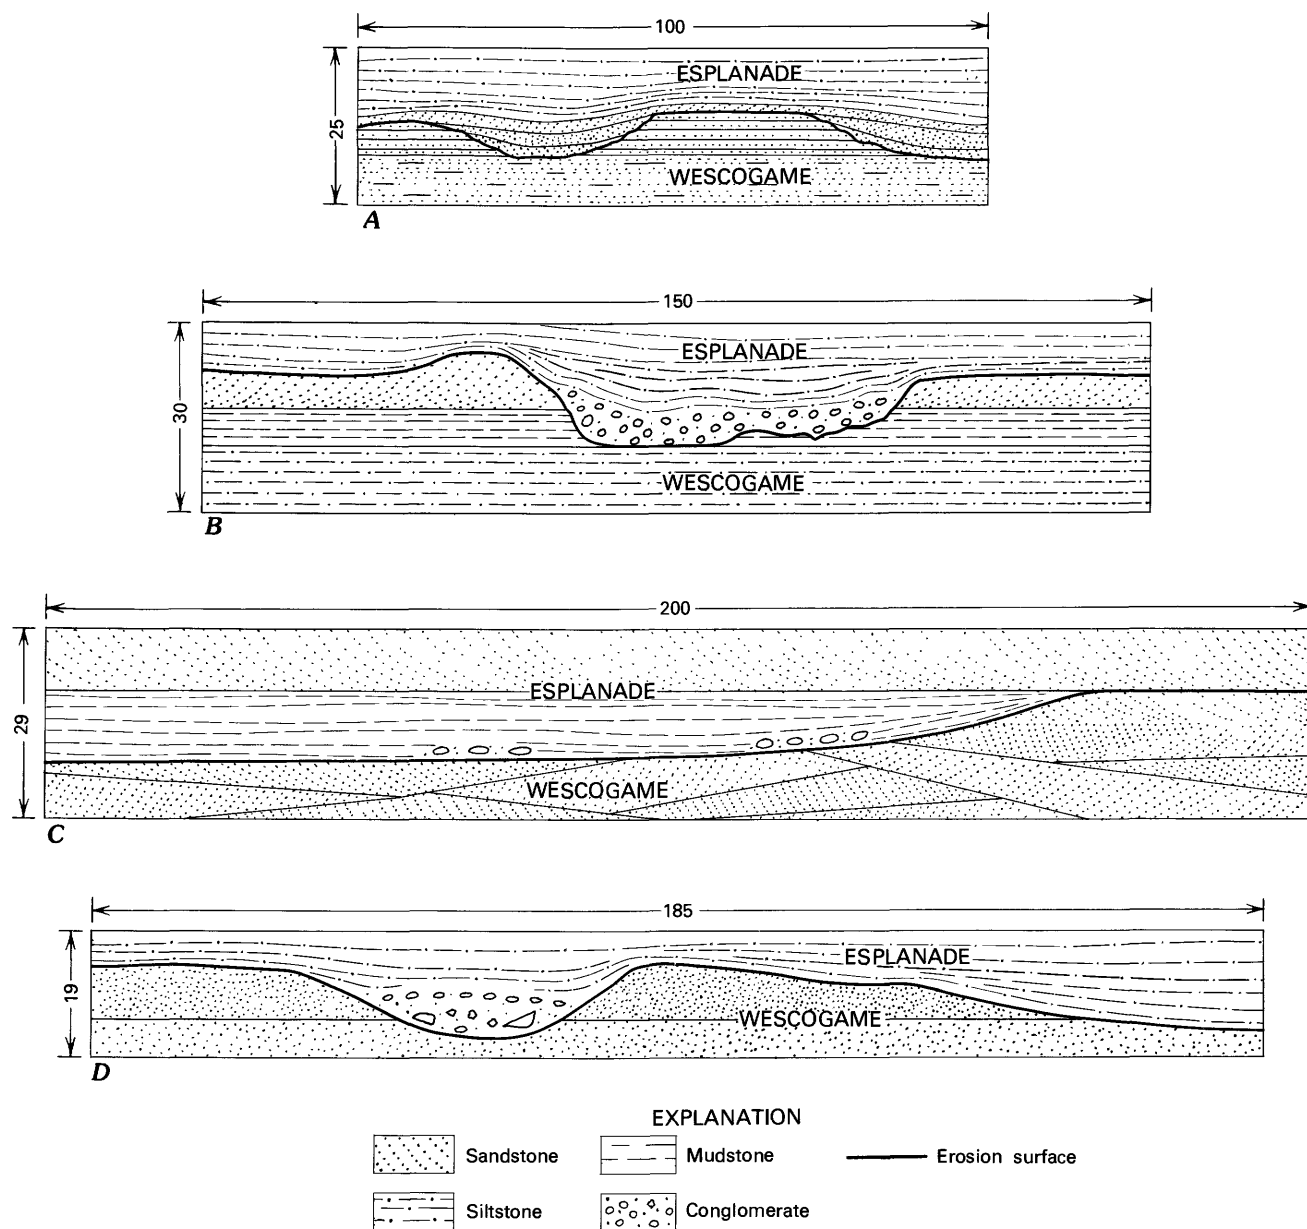 100
25
ESPLANADE
WESCOGAME
A
150
30
ESPLANADE
WESCOGAME
B
200
29
ESPLANADE
WESCOGAME
C
185
19
ESPLANADE
WESCOGAME
D
EXPLANATION
Sandstone Mudstone Erosion surface
Siltstone Conglomerate